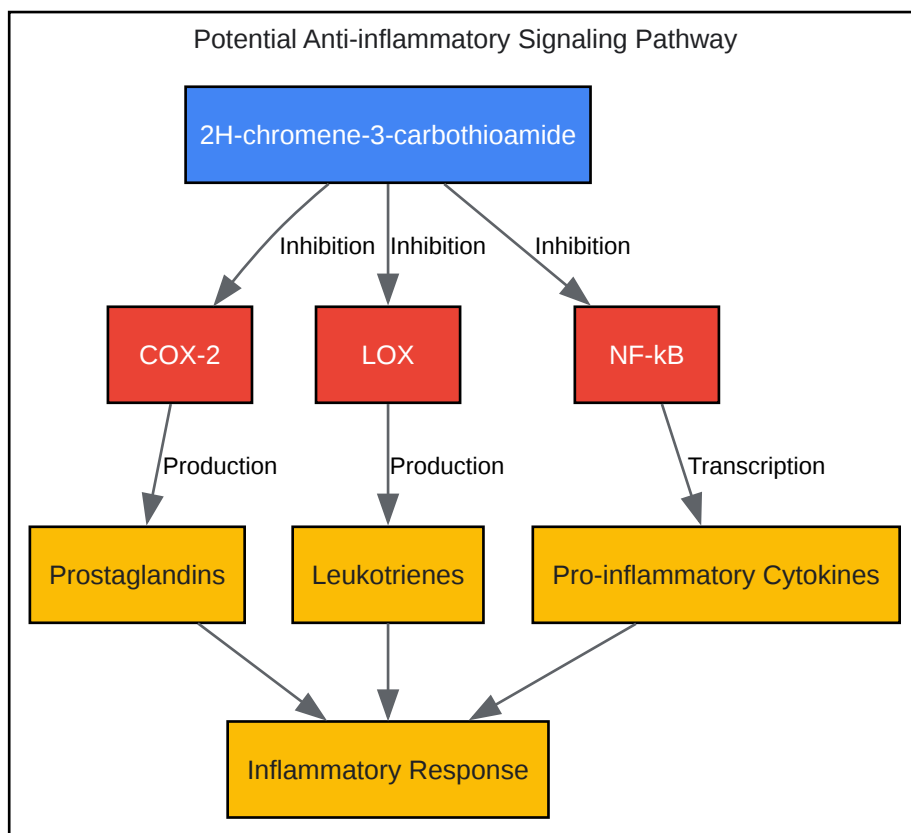 Potential Anti-inflammatory Signaling Pathway
2H-chromene-3-carbothioamide
Inhibition
Inhibition
Inhibition
COX-2
LOX
NF-kB
Production
Production
Transcription
Prostaglandins
Leukotrienes
Pro-inflammatory Cytokines
Inflammatory Response